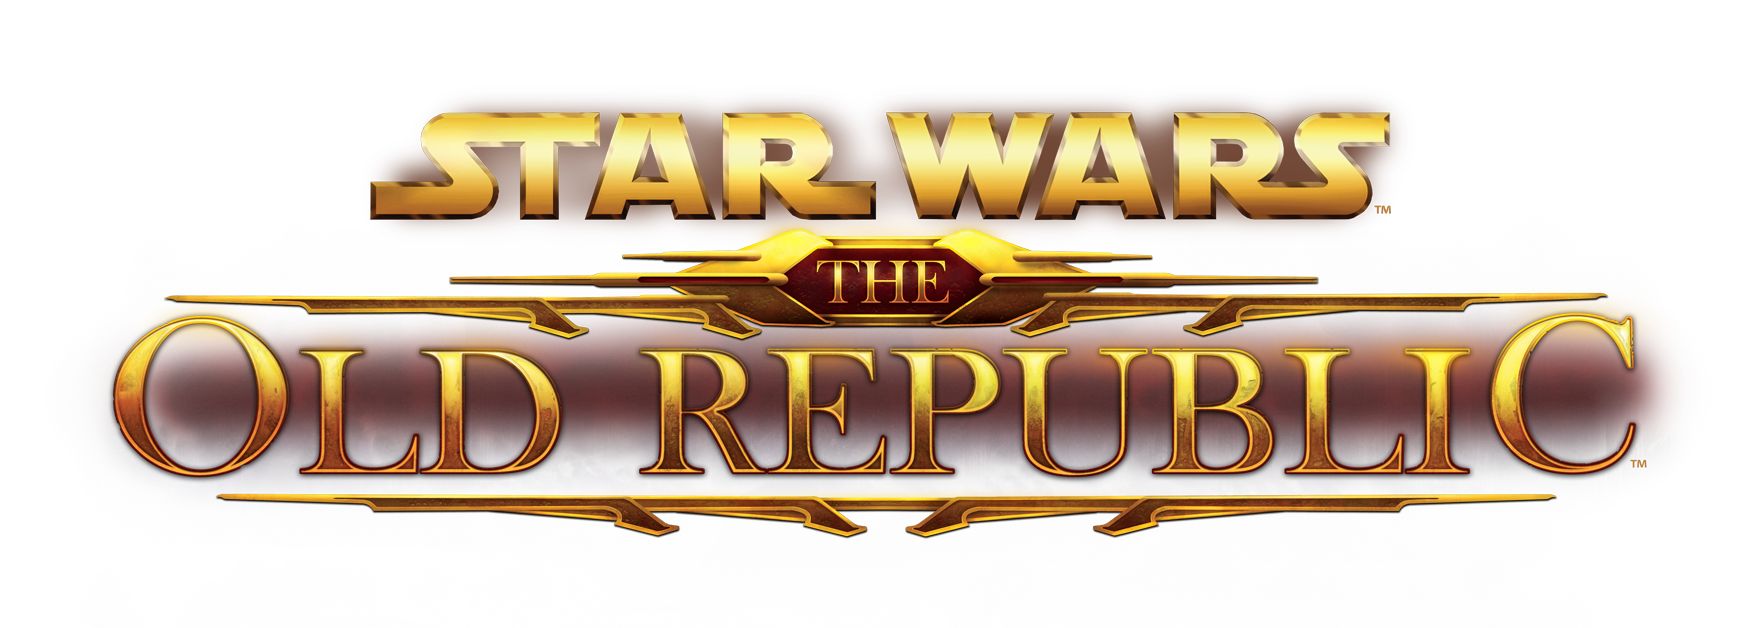 STAR WARS™
THE
OLD REPUBLIC™